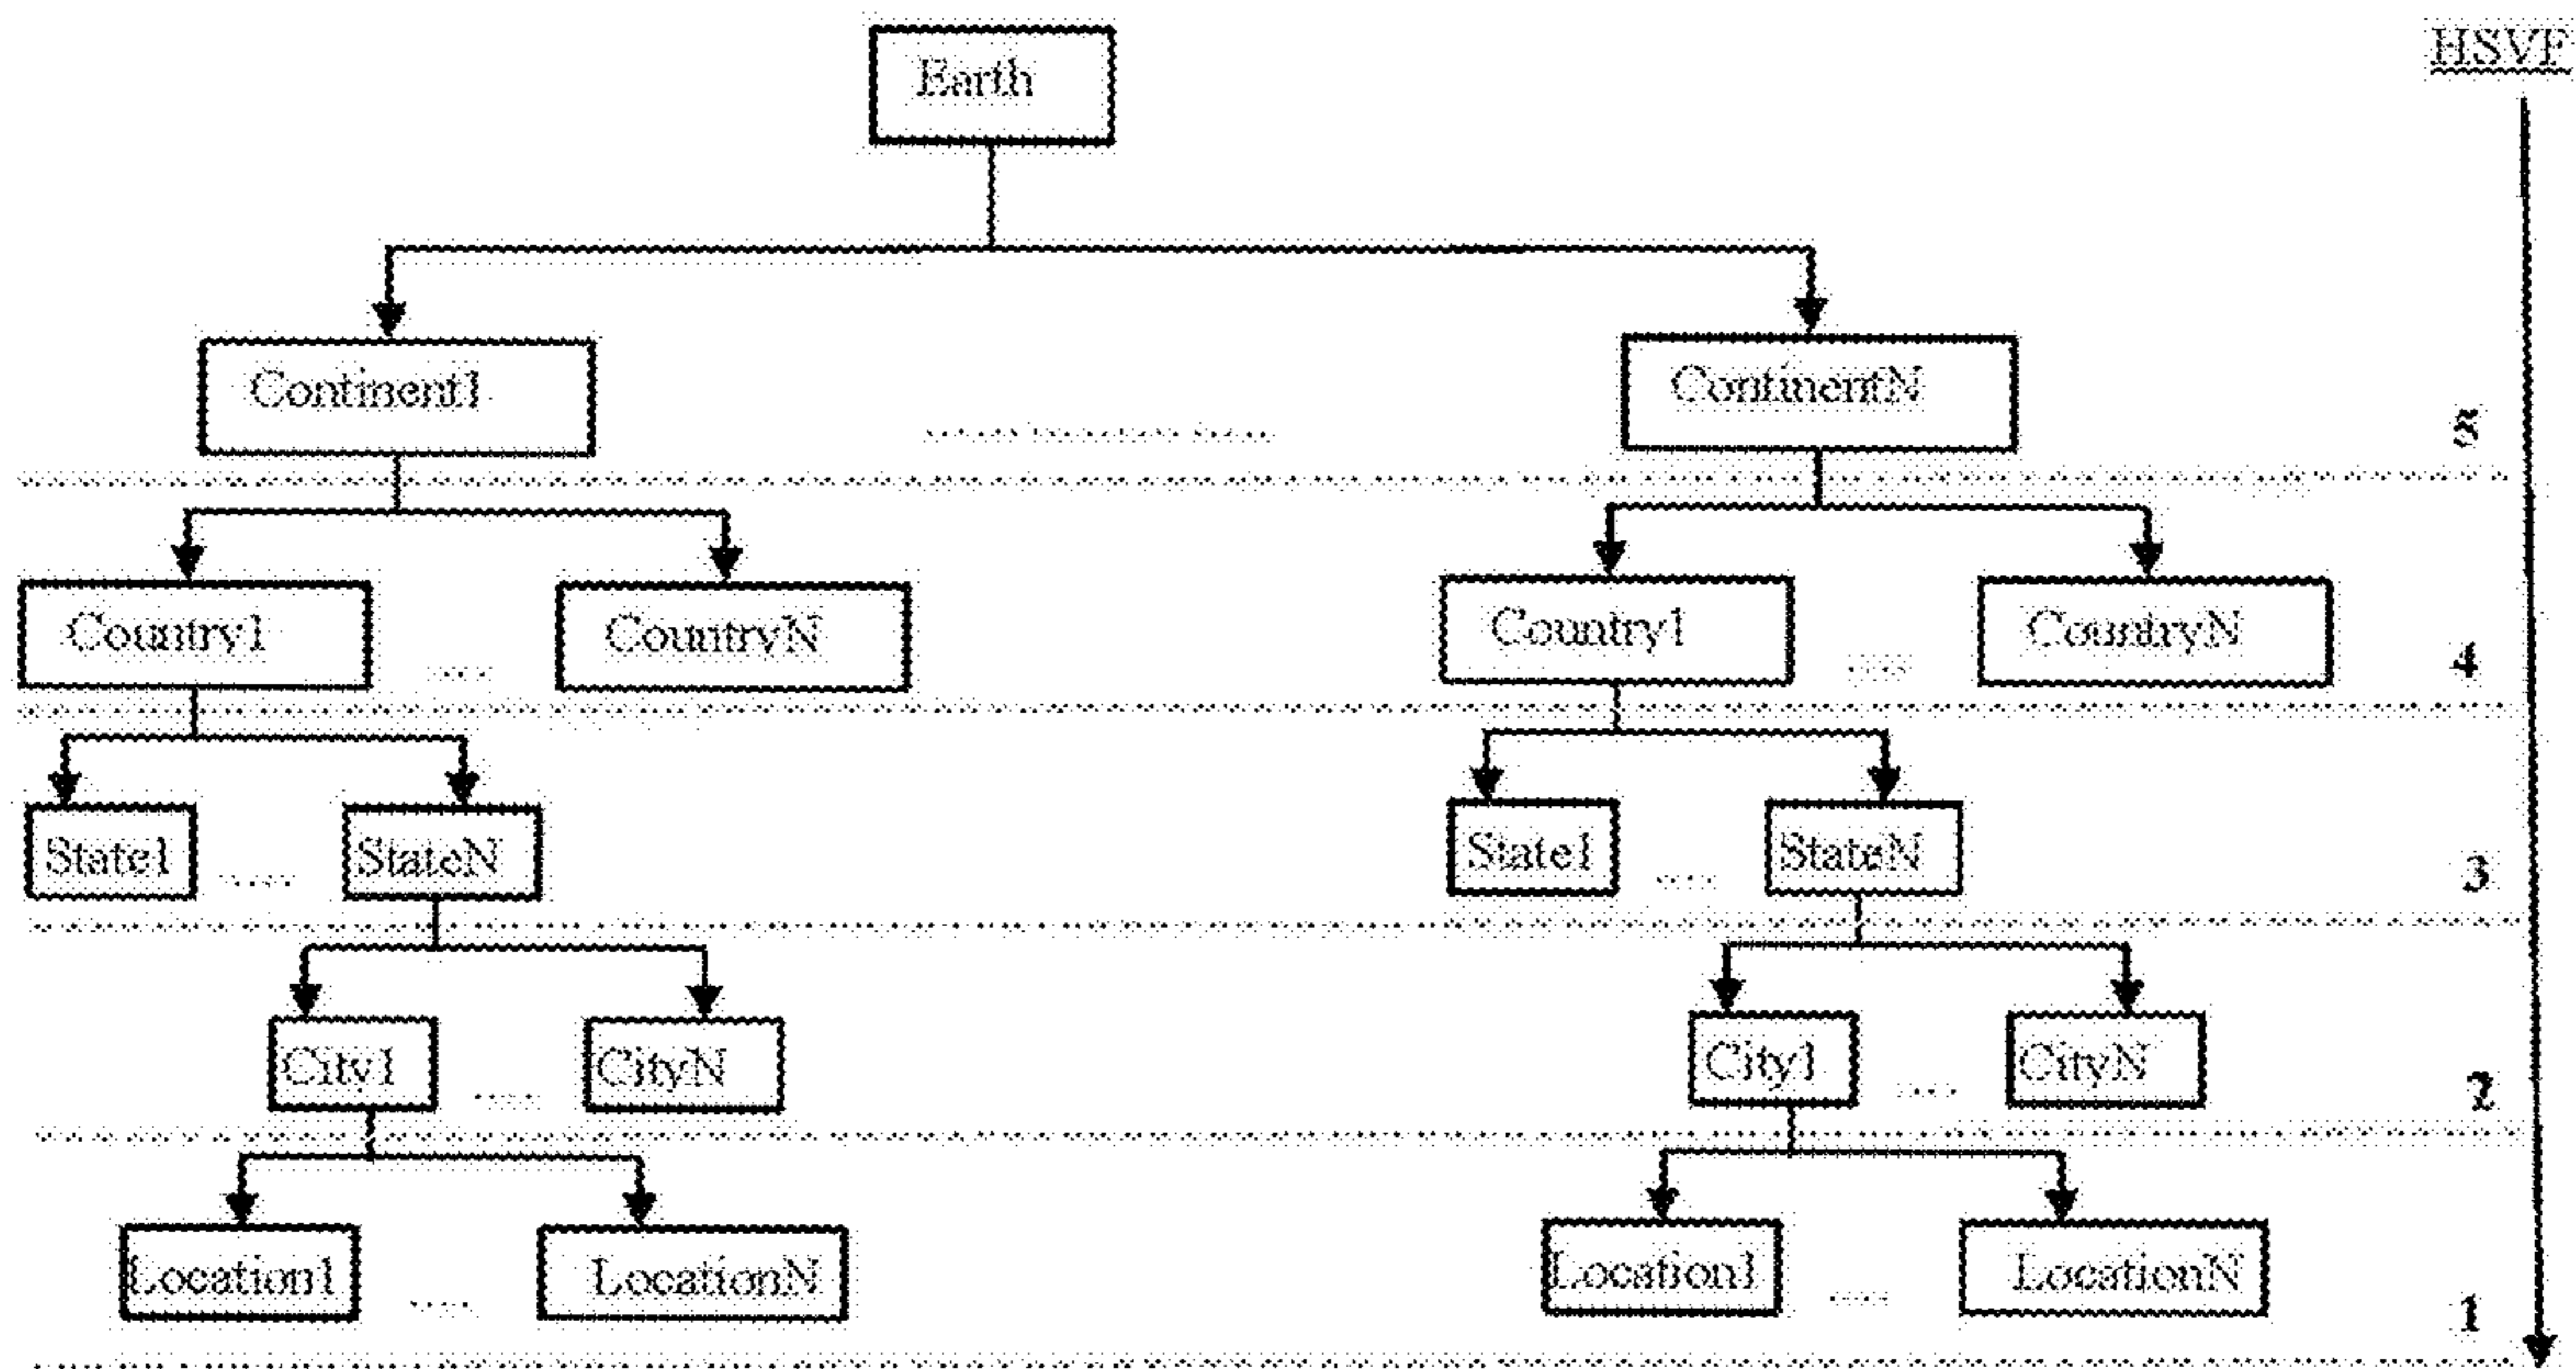 HSVF
Earth
Continent1 ContinentN
5
Country1 ..... CountryN Country1 ..... CountryN
4
State1 ..... StateN State1 ..... StateN
3
City1 ..... CityN City1 ..... CityN
2
Location1 ..... LocationN Location1 ..... LocationN
1